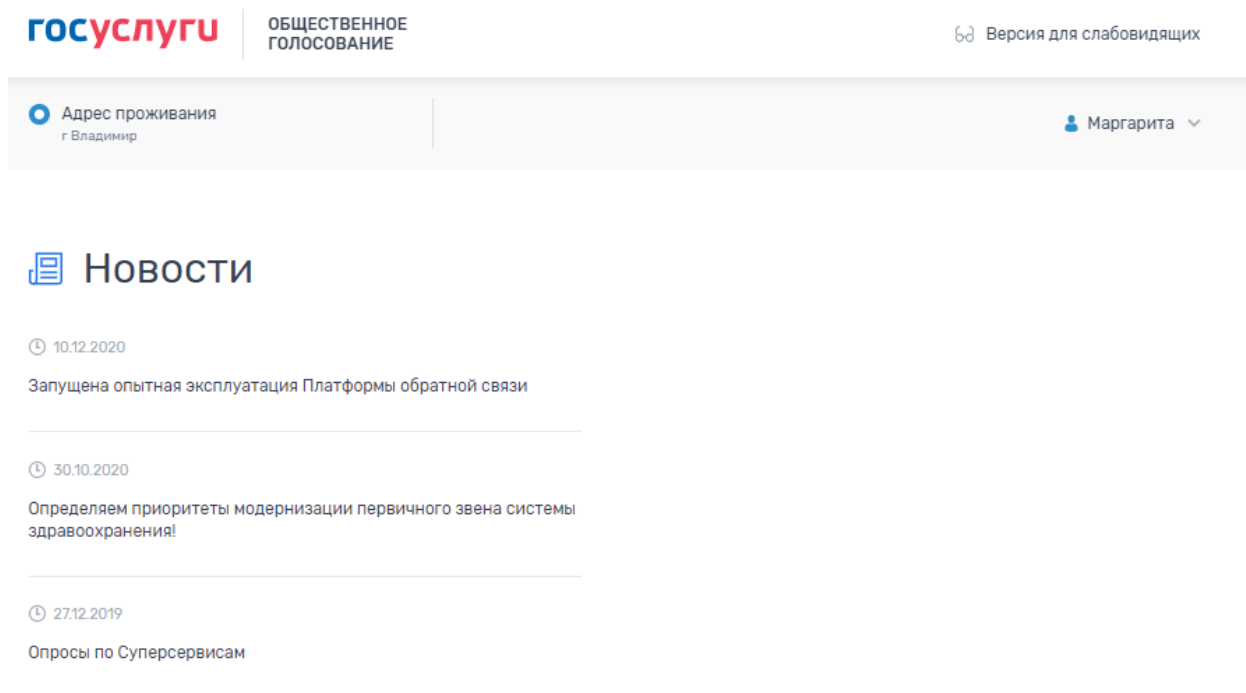 госуслуги
ОБЩЕСТВЕННОЕ
ГОЛОСОВАНИЕ
Версия для слабовидящих
Адрес проживания
г Владимир
Маргарита
Новости
10.12.2020
Запущена опытная эксплуатация Платформы обратной связи
30.10.2020
Определяем приоритеты модернизации первичного звена системы
здравоохранения!
27.12.2019
Опросы по Суперсервисам